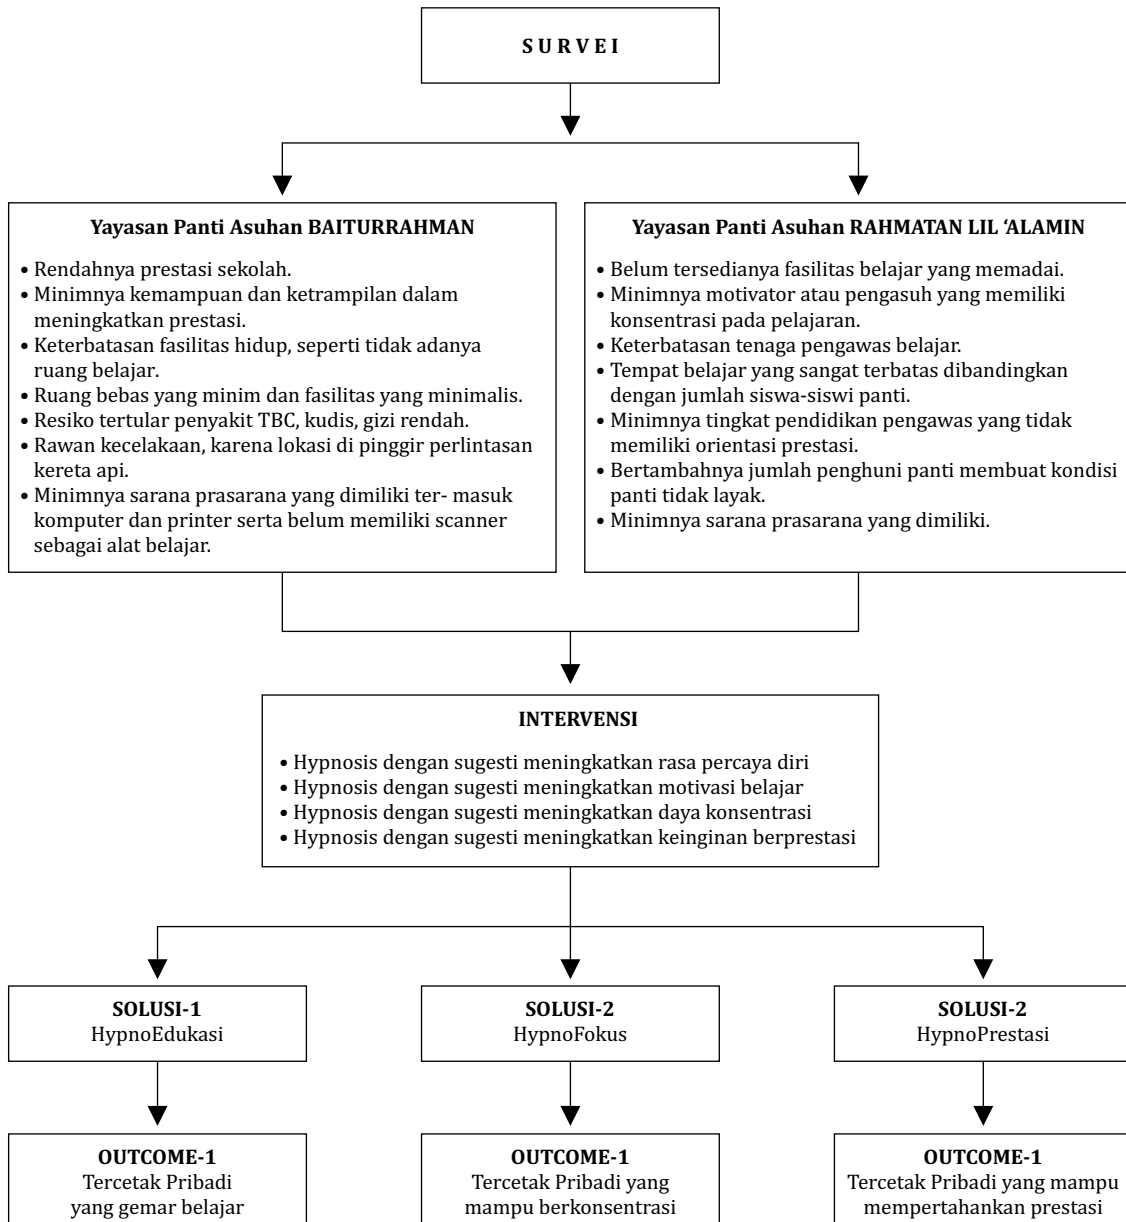 S U R V E I
Yayasan Panti Asuhan BAITURRAHMAN
• Rendahnya prestasi sekolah.
• Minimnya kemampuan dan ketrampilan dalam
meningkatkan prestasi.
• Keterbatasan fasilitas hidup, seperti tidak adanya
ruang belajar.
• Ruang bebas yang minim dan fasilitas yang minimalis.
• Resiko tertular penyakit TBC, kudis, gizi rendah.
• Rawan kecelakaan, karena lokasi di pinggir perlintasan
kereta api.
• Minimnya sarana prasarana yang dimiliki ter- masuk
komputer dan printer serta belum memiliki scanner
sebagai alat belajar.
Yayasan Panti Asuhan RAHMATAN LIL ‘ALAMIN
• Belum tersedianya fasilitas belajar yang memadai.
• Minimnya motivator atau pengasuh yang memiliki
konsentrasi pada pelajaran.
• Keterbatasan tenaga pengawas belajar.
• Tempat belajar yang sangat terbatas dibandingkan
dengan jumlah siswa-siswi panti.
• Minimnya tingkat pendidikan pengawas yang tidak
memiliki orientasi prestasi.
• Bertambahnya jumlah penghuni panti membuat kondisi
panti tidak layak.
• Minimnya sarana prasarana yang dimiliki.
INTERVENSI
• Hypnosis dengan sugesti meningkatkan rasa percaya diri
• Hypnosis dengan sugesti meningkatkan motivasi belajar
• Hypnosis dengan sugesti meningkatkan daya konsentrasi
• Hypnosis dengan sugesti meningkatkan keinginan berprestasi
SOLUSI-1
HypnoEdukasi
SOLUSI-2
HypnoFokus
SOLUSI-2
HypnoPrestasi
OUTCOME-1
Tercetak Pribadi
yang gemar belajar
OUTCOME-1
Tercetak Pribadi yang
mampu berkonsentrasi
OUTCOME-1
Tercetak Pribadi yang mampu
mempertahankan prestasi